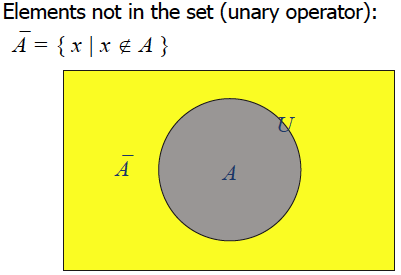 Elements not in the set (unary operator):
A̅ = { x | x ∉ A }
U
A̅
A